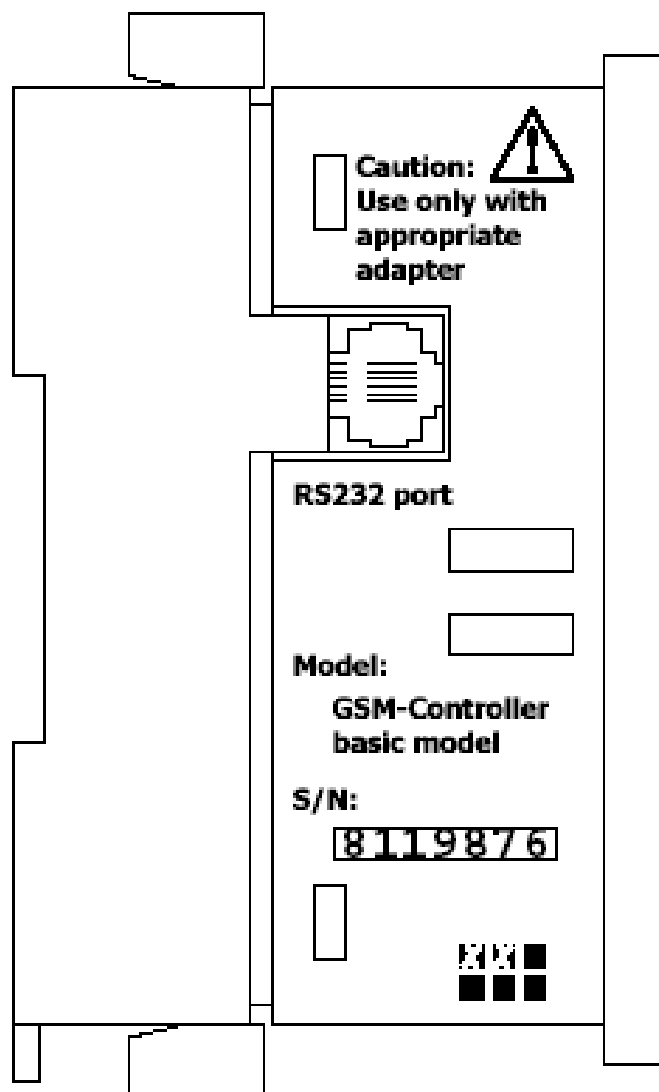 Caution:
Use only with
appropriate
adapter
RS232 port
Model:
GSM-Controller
basic model
S/N:
8119876